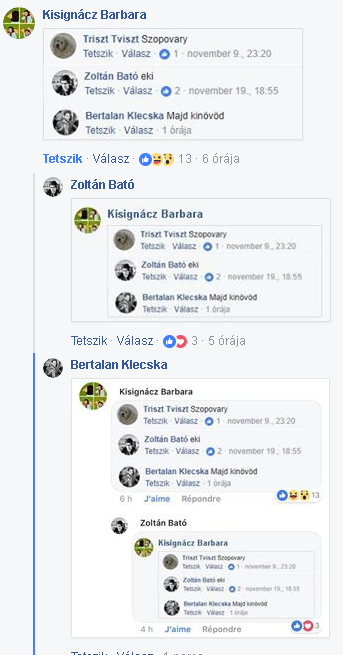 Kisignácz Barbara
Triszt Tviszt Szopovary
Tetszik · Válasz · 1 · november 9., 23:20
Zoltán Bató eki
Tetszik · Válasz · 2 · november 19., 18:55
Bertalan Klecska Majd kinövöd
Tetszik · Válasz · 1 órája
Tetszik · Válasz · 13 · 6 órája
Zoltán Bató
Kisignácz Barbara
Triszt Tviszt Szopovary
Tetszik · Válasz · 1 · november 9., 23:20
Zoltán Bató eki
Tetszik · Válasz · 2 · november 19., 18:55
Bertalan Klecska Majd kinövöd
Tetszik · Válasz · 1 órája
Tetszik · Válasz · 3 · 5 órája
Bertalan Klecska
Kisignácz Barbara
Triszt Tviszt Szopovary
Tetszik · Válasz · 1 · november 9., 23:20
Zoltán Bató eki
Tetszik · Válasz · 2 · november 19., 18:55
Bertalan Klecska Majd kinövöd
Tetszik · Válasz · 1 órája
13
6 h J'aime Répondre
Zoltán Bató
Kisignácz Barbara
Triszt Tviszt Szopovary
Tetszik · Válasz · 1 · november 9., 23:20
Zoltán Bató eki
Tetszik · Válasz · 2 · november 19., 18:55
Bertalan Klecska Majd kinövöd
Tetszik · Válasz · 1 órája
3
4 h J'aime Répondre